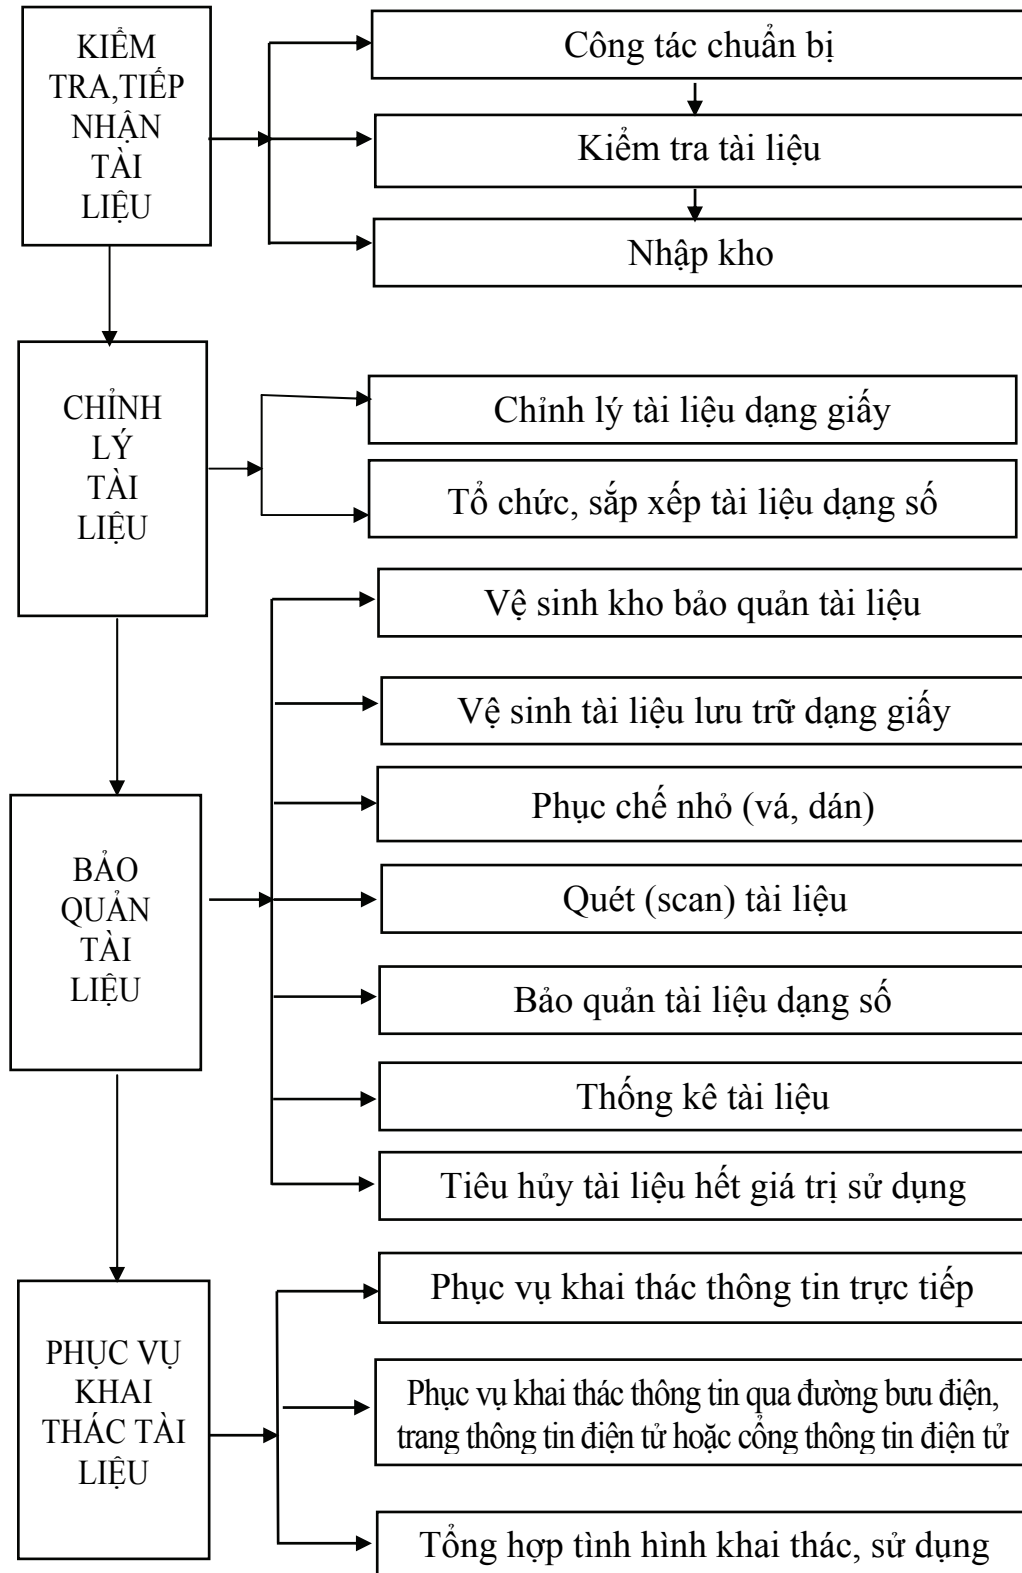 KIỂM
TRA,TIẾP
NHẬN
TÀI
LIỆU
Công tác chuẩn bị
Kiểm tra tài liệu
Nhập kho
CHỈNH
LÝ
TÀI
LIỆU
Chỉnh lý tài liệu dạng giấy
Tổ chức, sắp xếp tài liệu dạng số
BẢO
QUẢN
TÀI
LIỆU
Vệ sinh kho bảo quản tài liệu
Vệ sinh tài liệu lưu trữ dạng giấy
Phục chế nhỏ (vá, dán)
Quét (scan) tài liệu
Bảo quản tài liệu dạng số
Thống kê tài liệu
Tiêu hủy tài liệu hết giá trị sử dụng
PHỤC VỤ
KHAI
THÁC TÀI
LIỆU
Phục vụ khai thác thông tin trực tiếp
Phục vụ khai thác thông tin qua đường bưu điện,
trang thông tin điện tử hoặc cổng thông tin điện tử
Tổng hợp tình hình khai thác, sử dụng